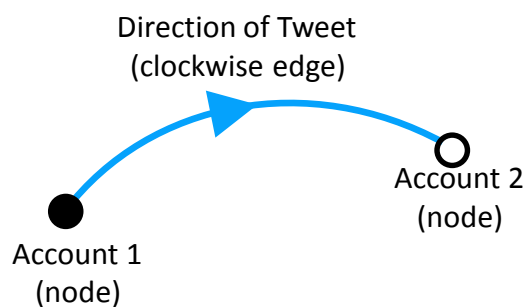 Direction of Tweet
(clockwise edge)
Account 2
(node)
Account 1
(node)